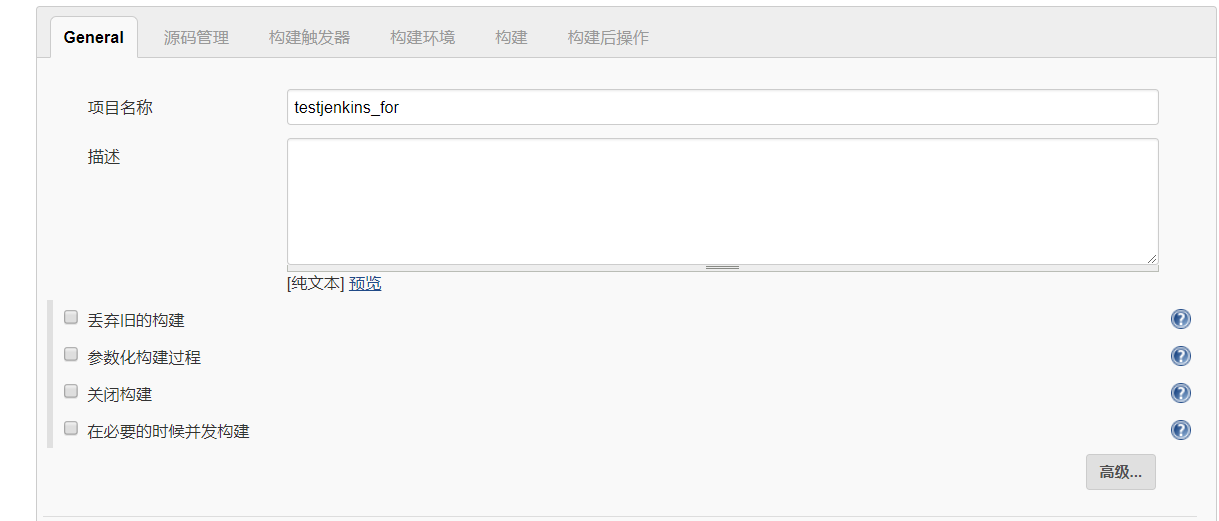 General 源码管理 构建触发器 构建环境 构建 构建后操作
项目名称 testjenkins_for
描述
[纯文本] 预览
丢弃旧的构建
参数化构建过程
关闭构建
在必要的时候并发构建
高级...